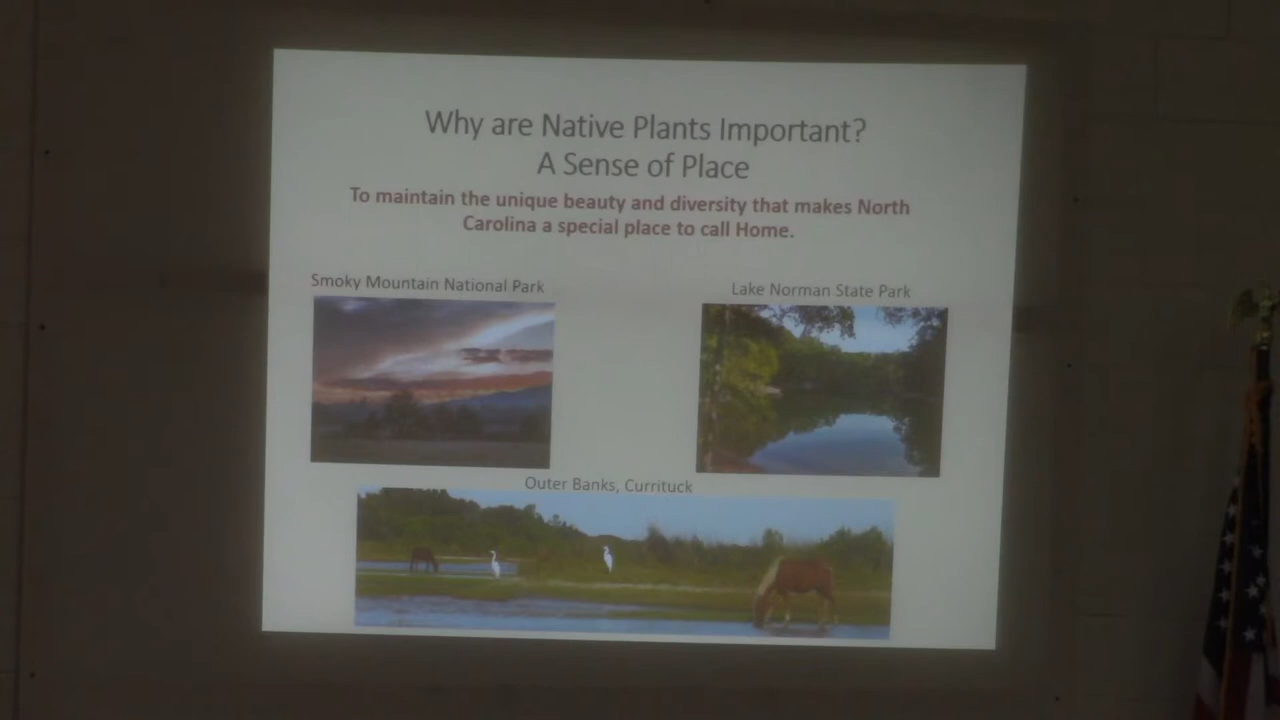 Why are Native Plants Important?
A Sense of Place
To maintain the unique beauty and diversity that makes North
Carolina a special place to call Home.
Smoky Mountain National Park
Lake Norman State Park
Outer Banks, Currituck